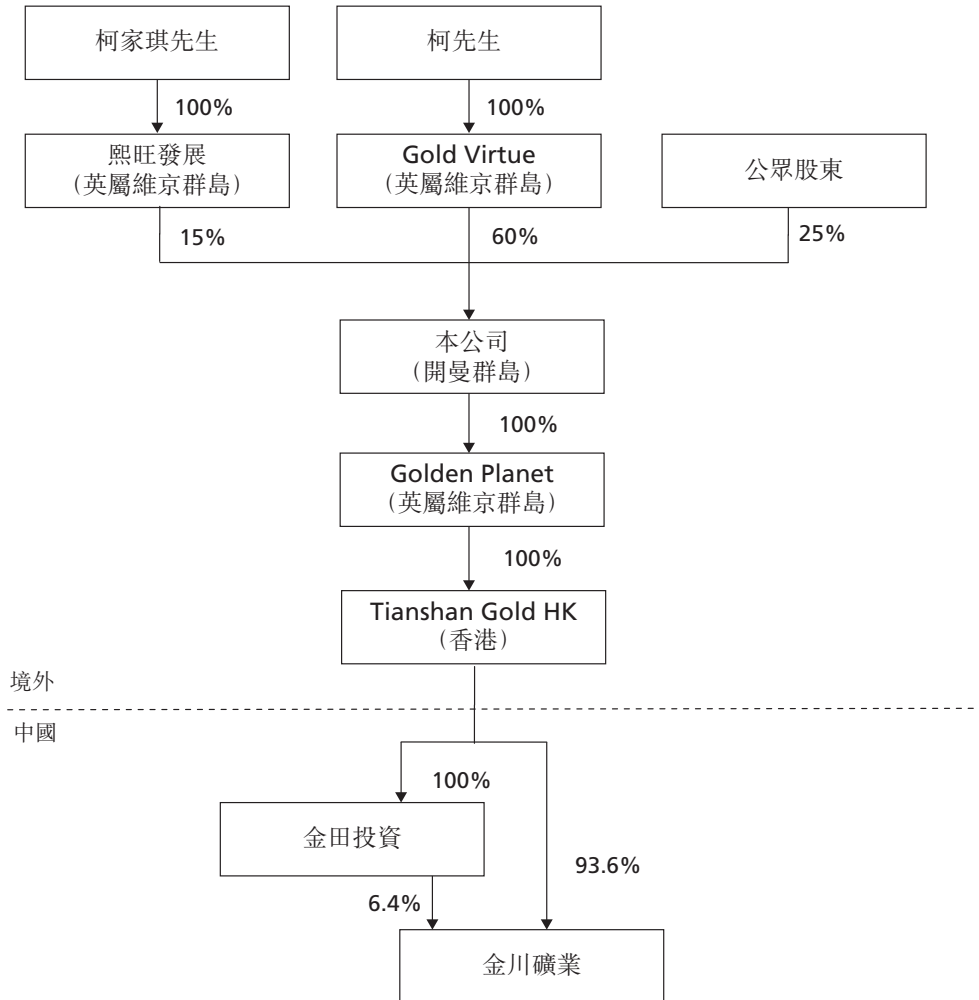 柯家琪先生
柯先生
100%
100%
熙旺發展
（英屬維京群島）
Gold Virtue
（英屬維京群島）
公眾股東
15%
60%
25%
本公司
（開曼群島）
100%
Golden Planet
（英屬維京群島）
100%
Tianshan Gold HK
（香港）
境外
中國
100%
金田投資
93.6%
6.4%
金川礦業